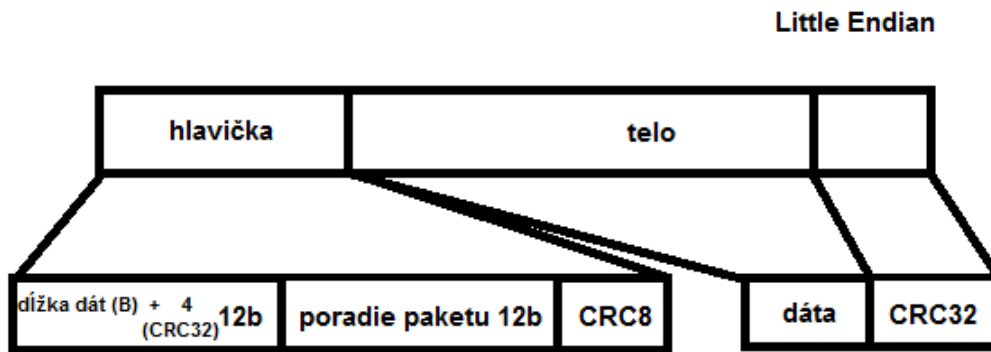 Little Endian
hlavička
telo
dĺžka dát (B) + 4
(CRC32) 12b
poradie paketu 12b
CRC8
dáta
CRC32